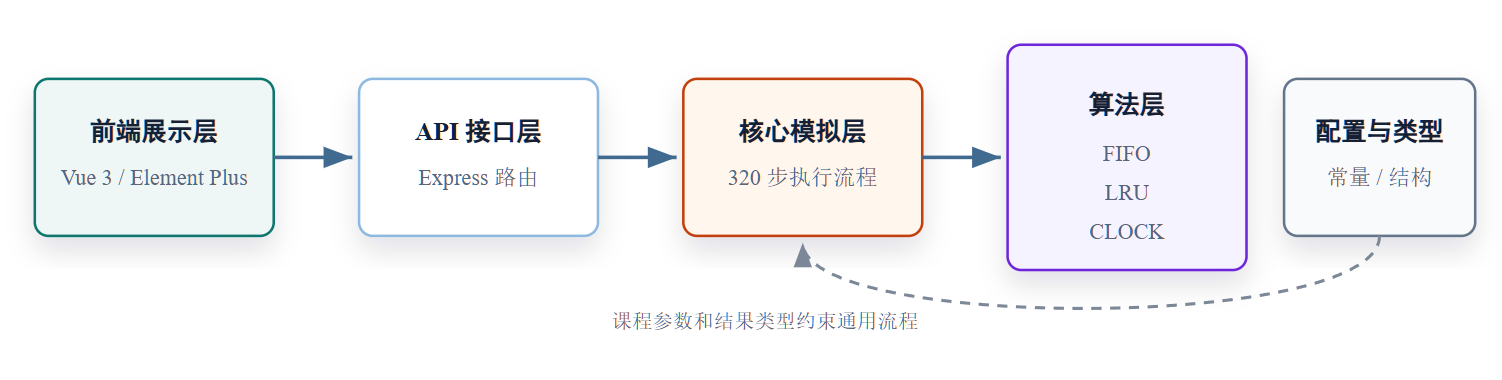 前端展示层
Vue 3 / Element Plus
API 接口层
Express 路由
核心模拟层
320 步执行流程
算法层
FIFO
LRU
CLOCK
配置与类型
常量 / 结构
课程参数和结果类型约束通用流程